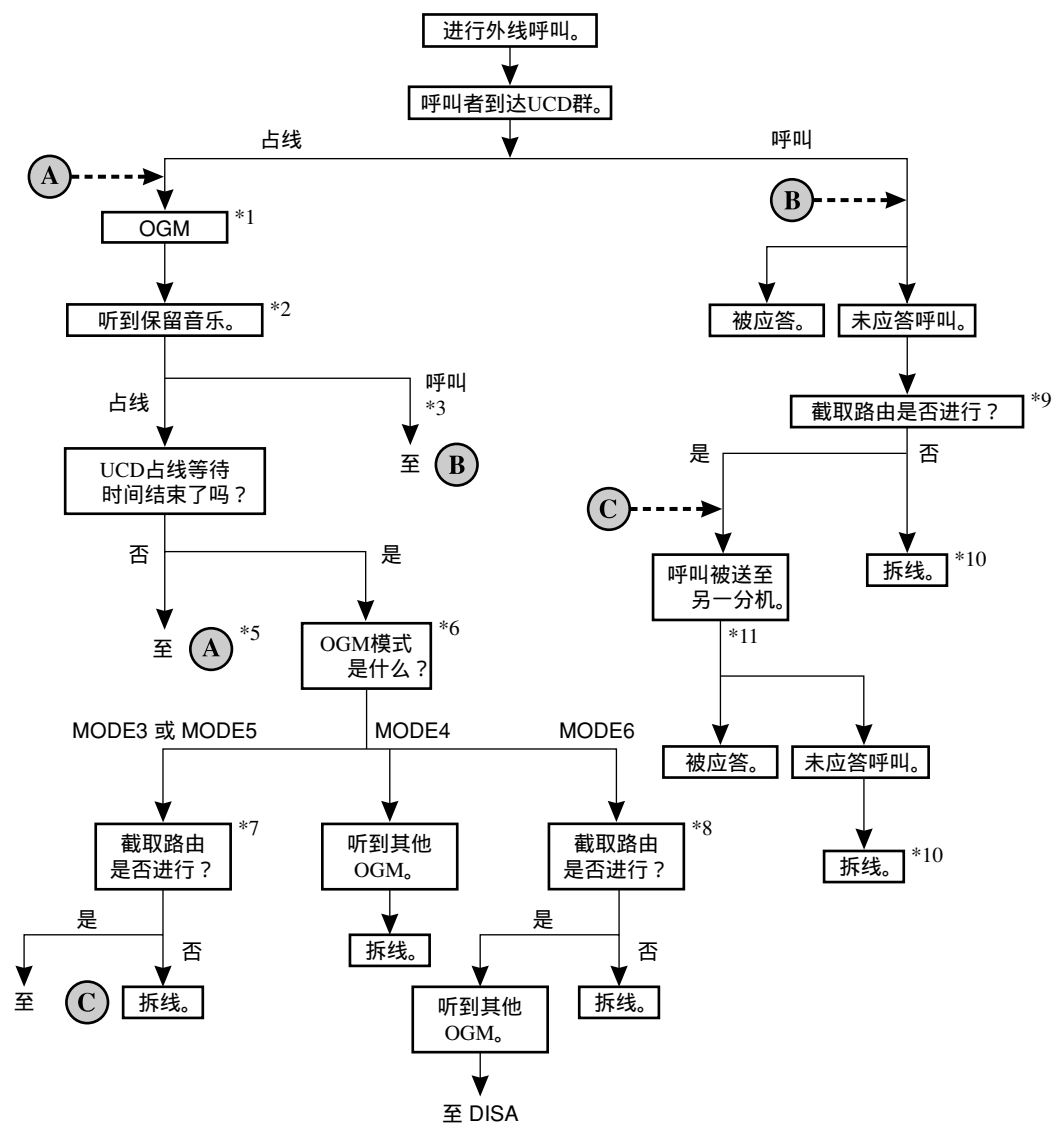 进行外线呼叫。
呼叫者到达UCD群。
占线
呼叫
A
B
OGM
*1
听到保留音乐。
*2
被应答。
未应答呼叫。
占线
呼叫
*3
至
B
截取路由是否进行？
*9
UCD占线等待
时间结束了吗？
是
否
C
否
是
呼叫被送至
另一分机。
*11
拆线。
*10
至
A
*5
OGM模式
是什么？
*6
MODE3 或 MODE5
MODE4
MODE6
被应答。
未应答呼叫。
截取路由
是否进行？
*7
听到其他
OGM。
截取路由
是否进行？
*8
拆线。
*10
是
否
拆线。
是
否
至
C
拆线。
听到其他
OGM。
拆线。
至 DISA